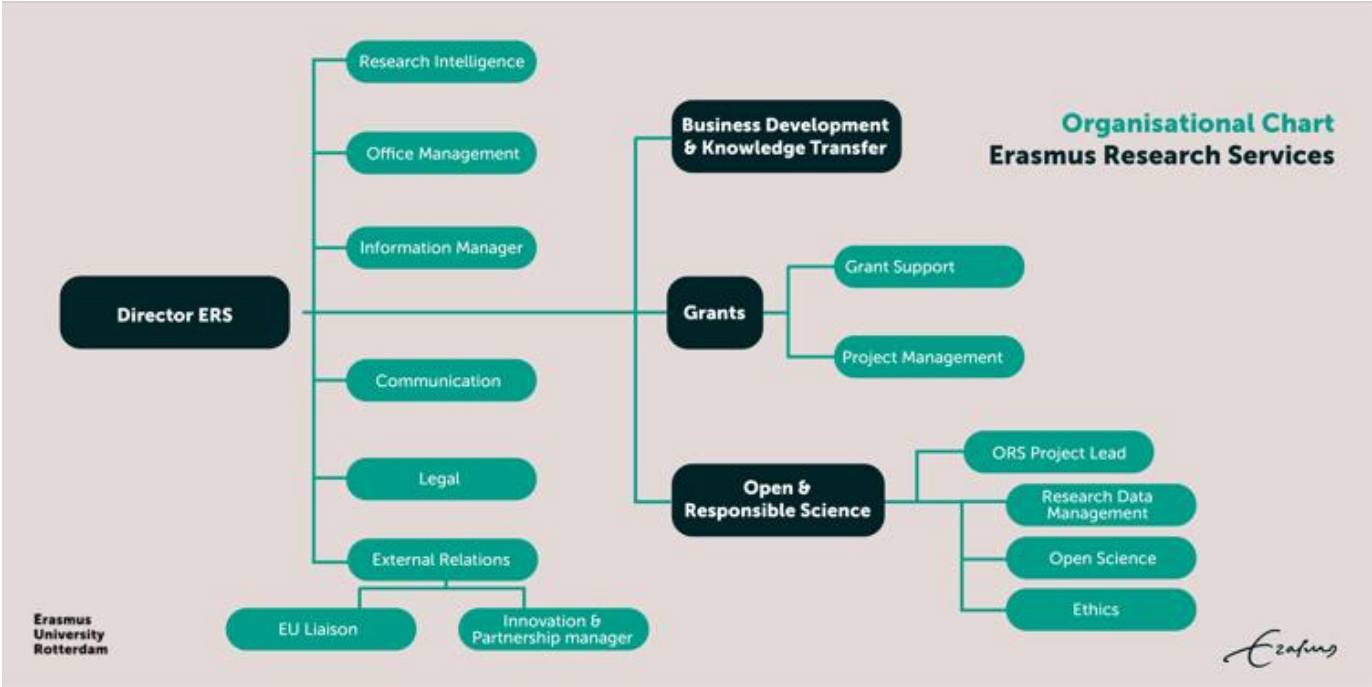 Organisational Chart
Erasmus Research Services
Director ERS
Research Intelligence
Office Management
Information Manager
Communication
Legal
External Relations
EU Liaison
Innovation &
Partnership manager
Business Development
& Knowledge Transfer
Grants
Grant Support
Project Management
Open &
Responsible Science
ORS Project Lead
Research Data
Management
Open Science
Ethics
Erasmus
University
Rotterdam
Erasmus